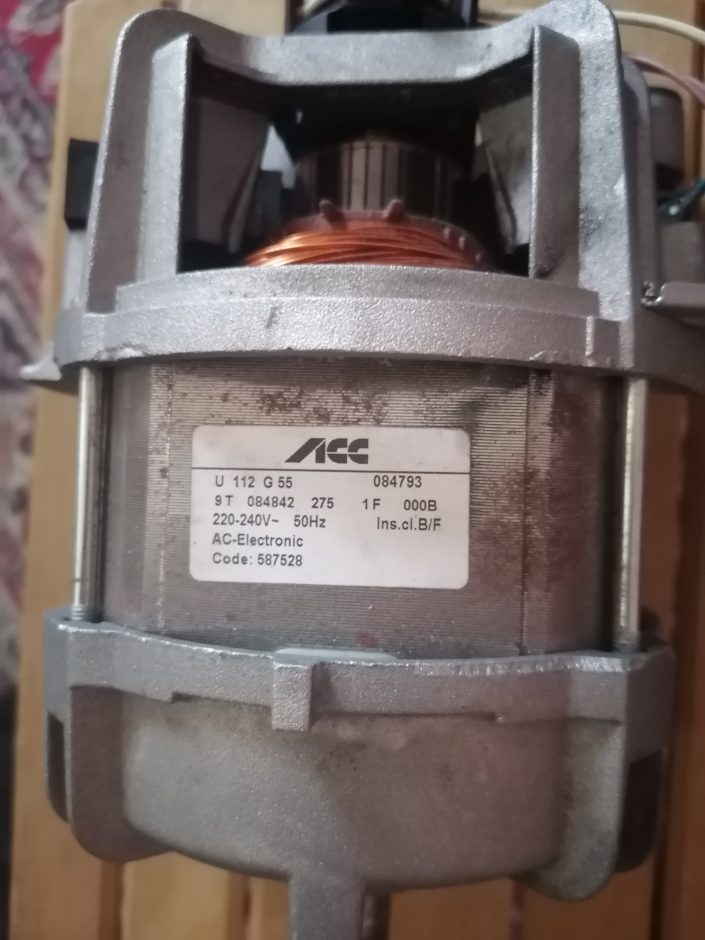 ACC
U 112 G 55 084793
9T 084842 275 1F 000B
220-240V~ 50Hz Ins.cl.B/F
AC-Electronic
Code: 587528